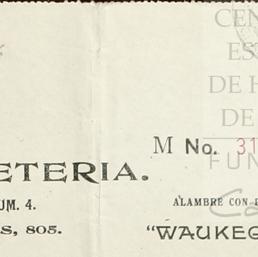 CEN
ES
DE H
DE
FUN
M No. 31
ETERIA.
UM. 4.
ALAMBRE CON
S, 805.
"WAUKEG